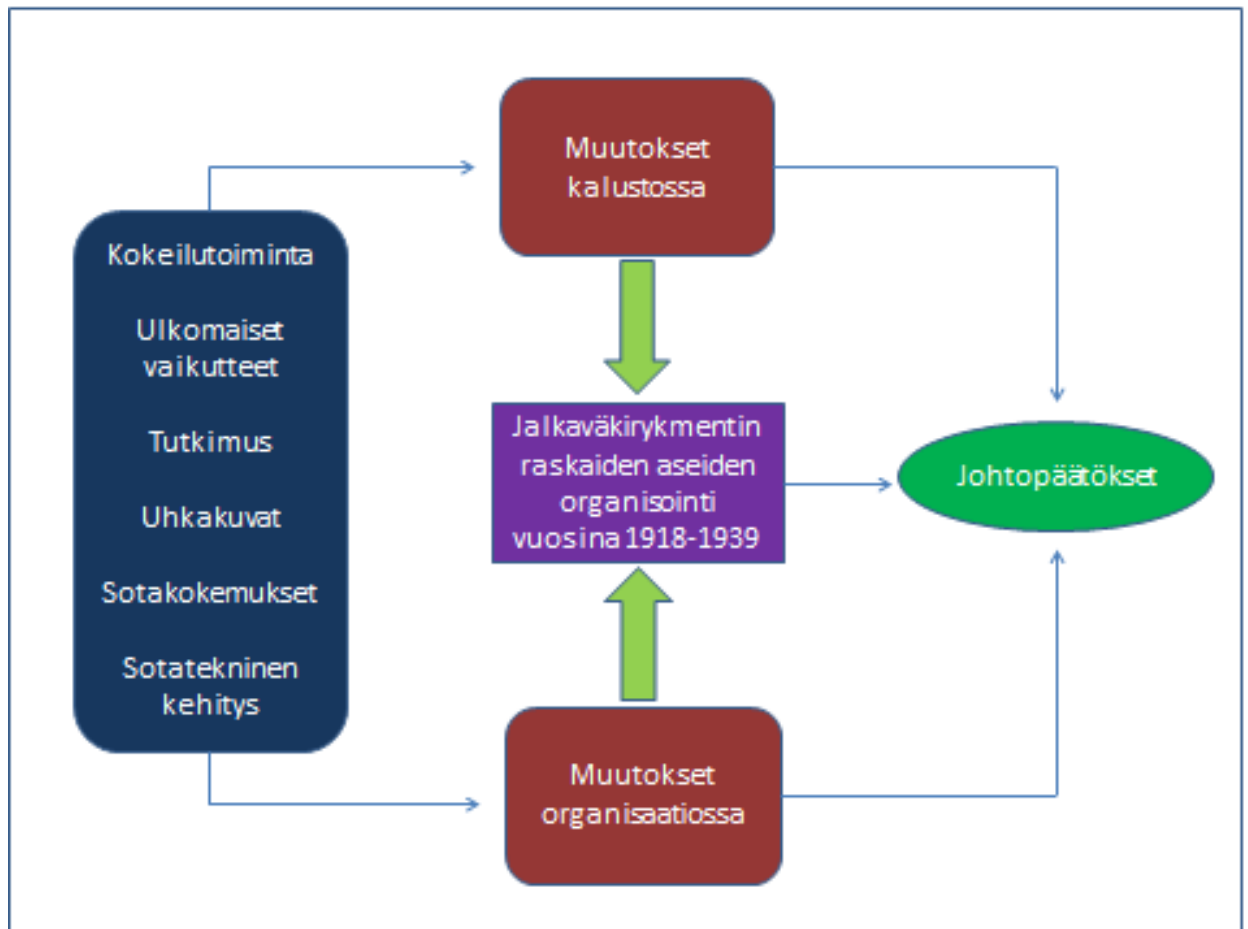 Kokeilutoiminta
Ulkomaiset
vaikutteet
Tutkimus
Uhkakuvat
Sotakokemukset
Sotatekninen
kehitys
Muutokset
kalustossa
Jalkaväkirykmentin
raskaiden aseiden
organisointi
vuosina 1918-1939
Muutokset
organisaatiossa
Johtopäätökset